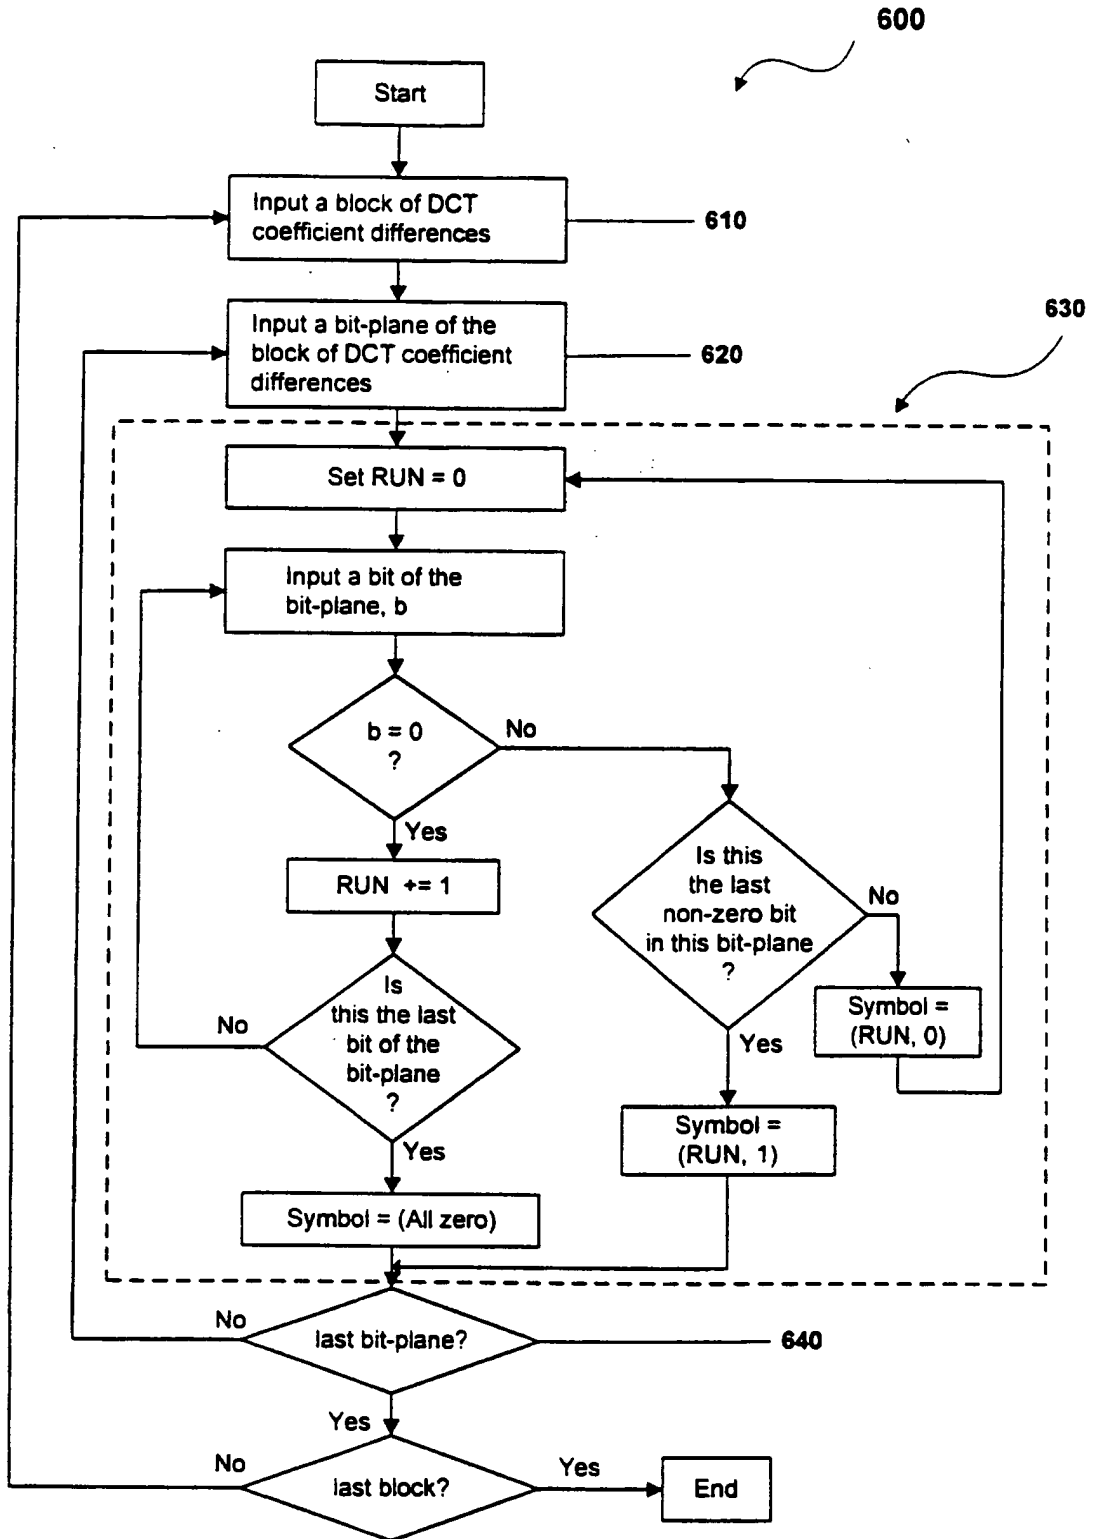 600
Start
Input a block of DCT
coefficient differences
610
Input a bit-plane of the
block of DCT coefficient
differences
620
630
Set RUN = 0
Input a bit of the
bit-plane, b
b = 0
?
No
Yes
RUN += 1
Is this
the last
non-zero bit
in this bit-plane
?
No
Symbol =
(RUN, 0)
Yes
Symbol =
(RUN, 1)
Is
this the last
bit of the
bit-plane
?
No
Yes
Symbol = (All zero)
last bit-plane?
No
640
Yes
last block?
No
Yes
End